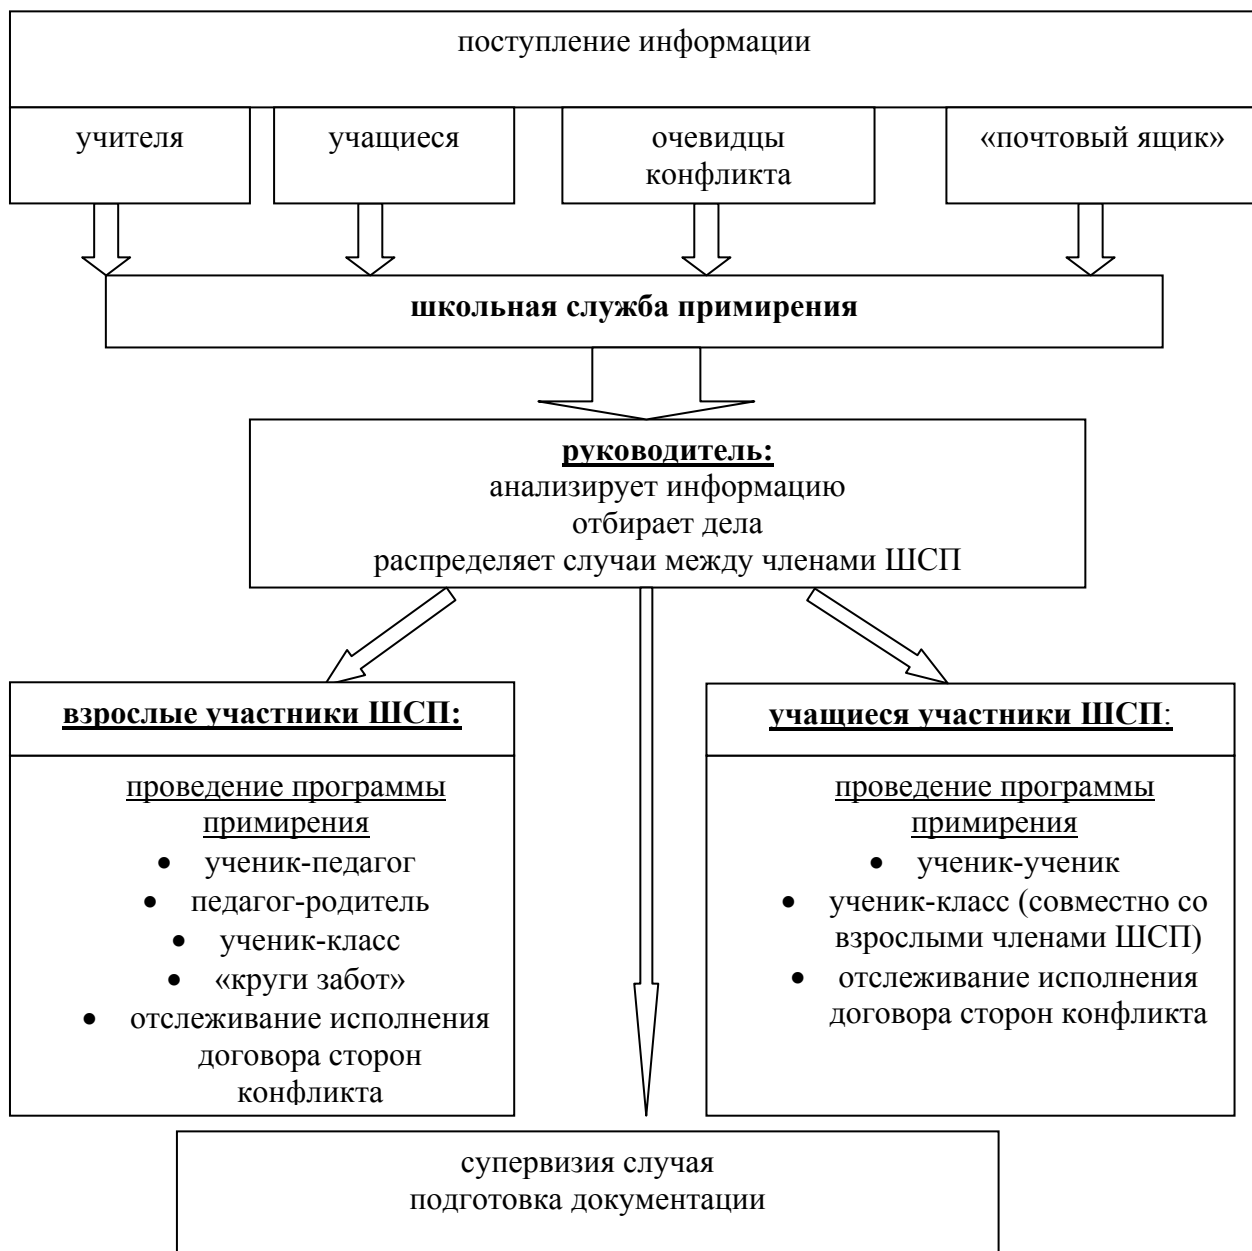 поступление информации
учителя
учащиеся
очевидцы
конфликта
«почтовый ящик»
школьная служба примирения
руководитель:
анализирует информацию
отбирает дела
распределяет случаи между членами ШСП
взрослые участники ШСП:
проведение программы
примирения
• ученик-педагог
• педагог-родитель
• ученик-класс
• «круги забот»
• отслеживание исполнения
договора сторон
конфликта
учащиеся участники ШСП:
проведение программы
примирения
• ученик-ученик
• ученик-класс (совместно со
взрослыми членами ШСП)
• отслеживание исполнения
договора сторон конфликта
супервизия случая
подготовка документации